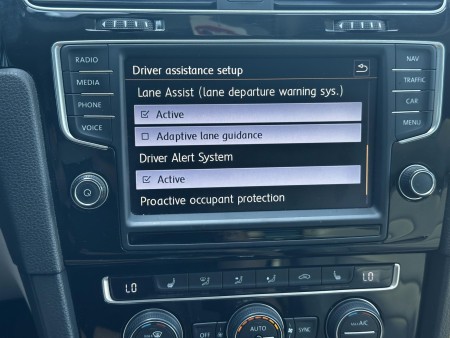 RADIO
MEDIA
PHONE
VOICE
Driver assistance setup
Lane Assist (lane departure warning sys.)
Active
Adaptive lane guidance
Driver Alert System
Active
Proactive occupant protection
NAV
TRAFFIC
CAR
MENU
LO
LO
OFF
AUTO
SYNC
A/C